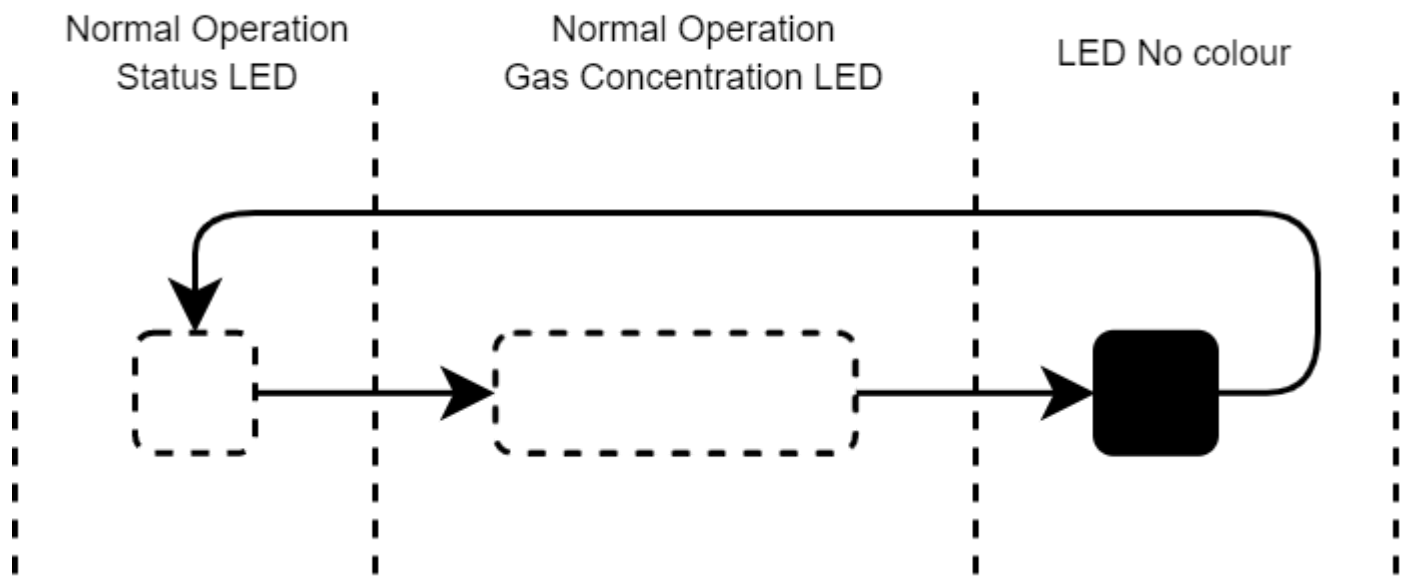 Normal Operation
Status LED
Normal Operation
Gas Concentration LED
LED No colour